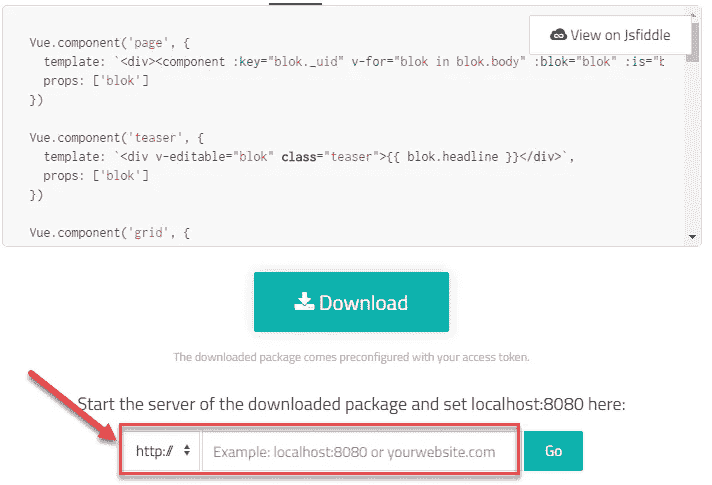 View on Jsfiddle
Vue.component('page', {
  template: `<div><component :key="blok._uid" v-for="blok in blok.body" :blok="blok" :is="b
  props: ['blok']
})
Vue.component('teaser', {
  template: `<div v-editable="blok" class="teaser">{{ blok.headline }}</div>`,
  props: ['blok']
})
Vue.component('grid', {
Download
The downloaded package comes preconfigured with your access token.
Start the server of the downloaded package and set localhost:8080 here:
http:// Example: localhost:8080 or yourwebsite.com Go